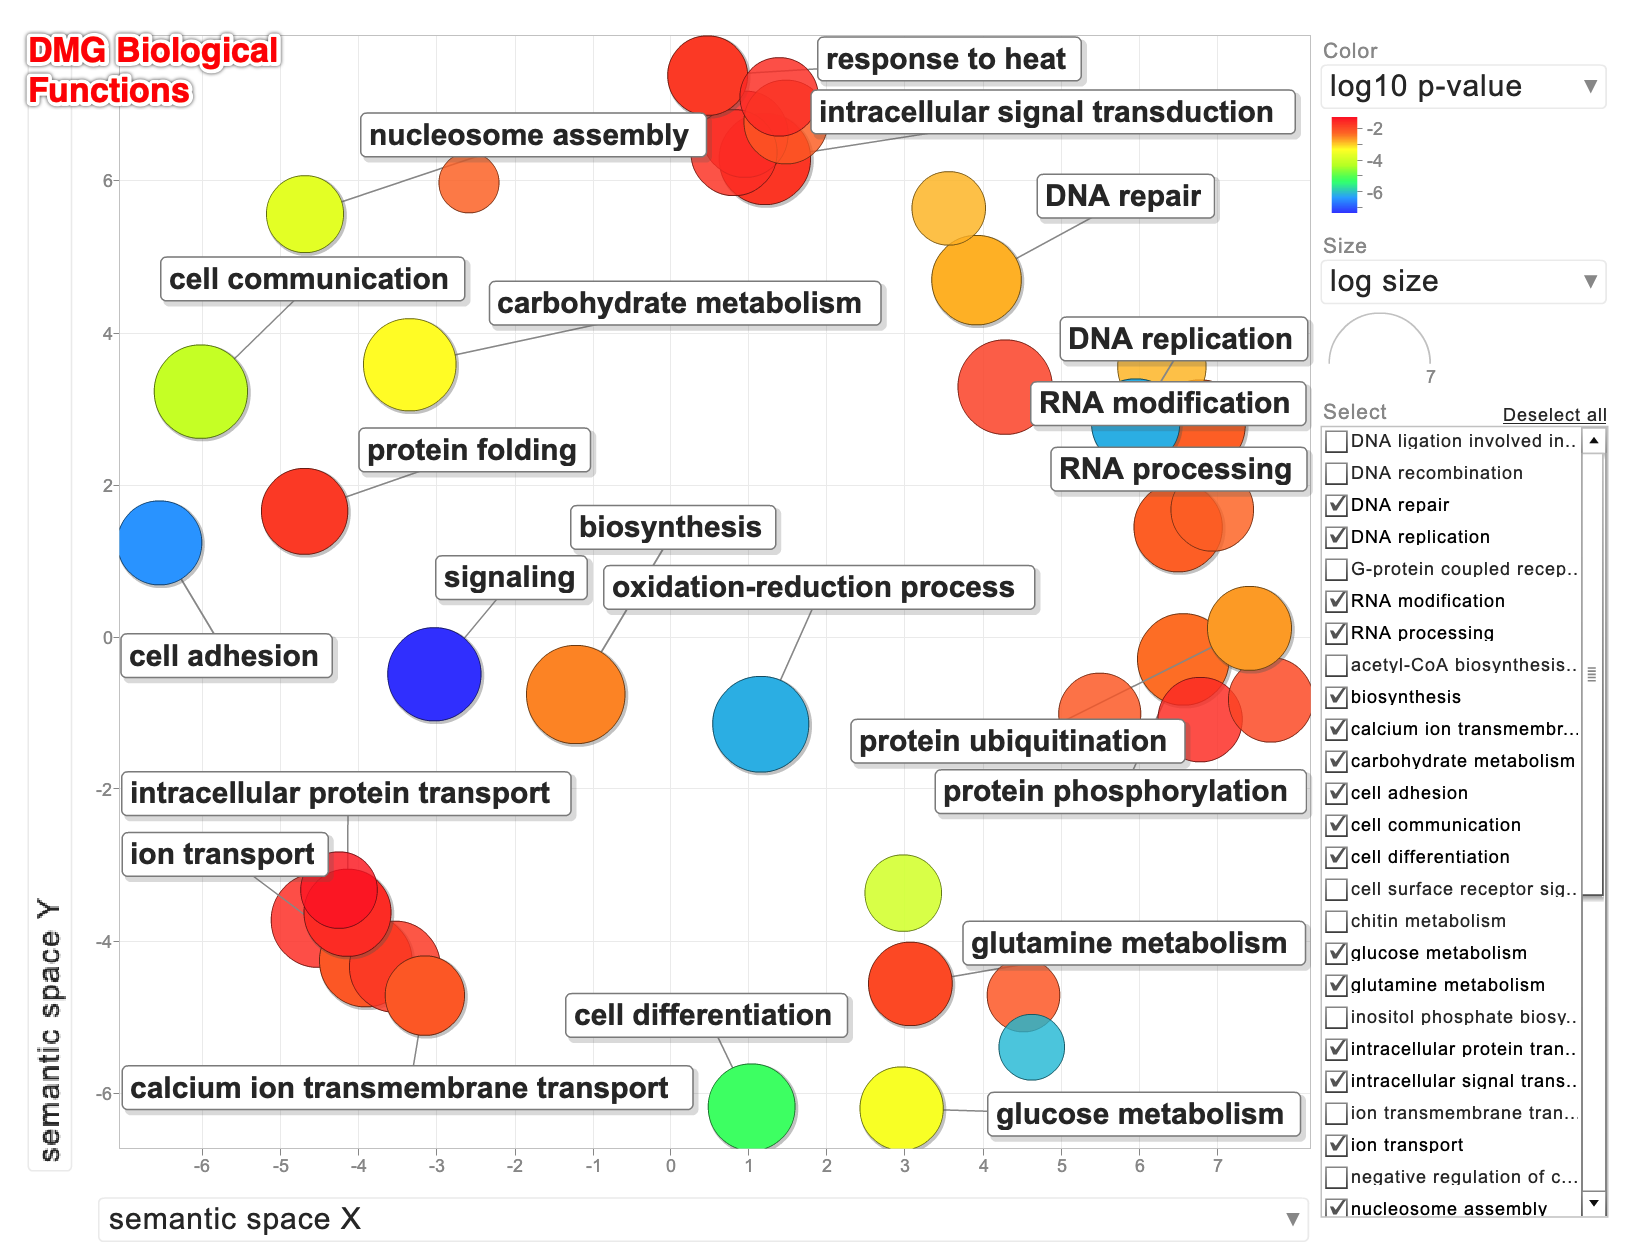 DMG Biological
Functions
response to heat
intracellular signal transduction
nucleosome assembly
DNA repair
cell communication
carbohydrate metabolism
DNA replication
RNA modification
protein folding
RNA processing
biosynthesis
signaling
oxidation-reduction process
cell adhesion
protein ubiquitination
intracellular protein transport
protein phosphorylation
ion transport
glutamine metabolism
cell differentiation
calcium ion transmembrane transport
glucose metabolism
6
4
2
0
-2
-4
-6
-6 -5 -4 -3 -2 -1 0 1 2 3 4 5 6 7
semantic space Y
semantic space X
Color
log10 p-value
-2
-4
-6
Size
log size
7
Select Deselect all
DNA ligation involved in..
DNA recombination
DNA repair
DNA replication
G-protein coupled recep..
RNA modification
RNA processing
acetyl-CoA biosynthesis..
biosynthesis
calcium ion transmembr...
carbohydrate metabolism
cell adhesion
cell communication
cell differentiation
cell surface receptor sig..
chitin metabolism
glucose metabolism
glutamine metabolism
inositol phosphate biosy..
intracellular protein tran..
intracellular signal trans..
ion transmembrane tran...
ion transport
negative regulation of c...
nucleosome assembly